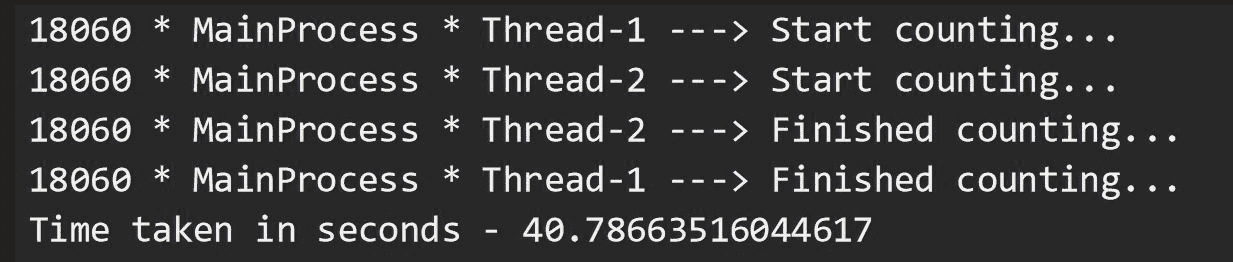 18060 * MainProcess * Thread-1 ---> Start counting...
18060 * MainProcess * Thread-2 ---> Start counting...
18060 * MainProcess * Thread-2 ---> Finished counting...
18060 * MainProcess * Thread-1 ---> Finished counting...
Time taken in seconds - 40.78663516044617